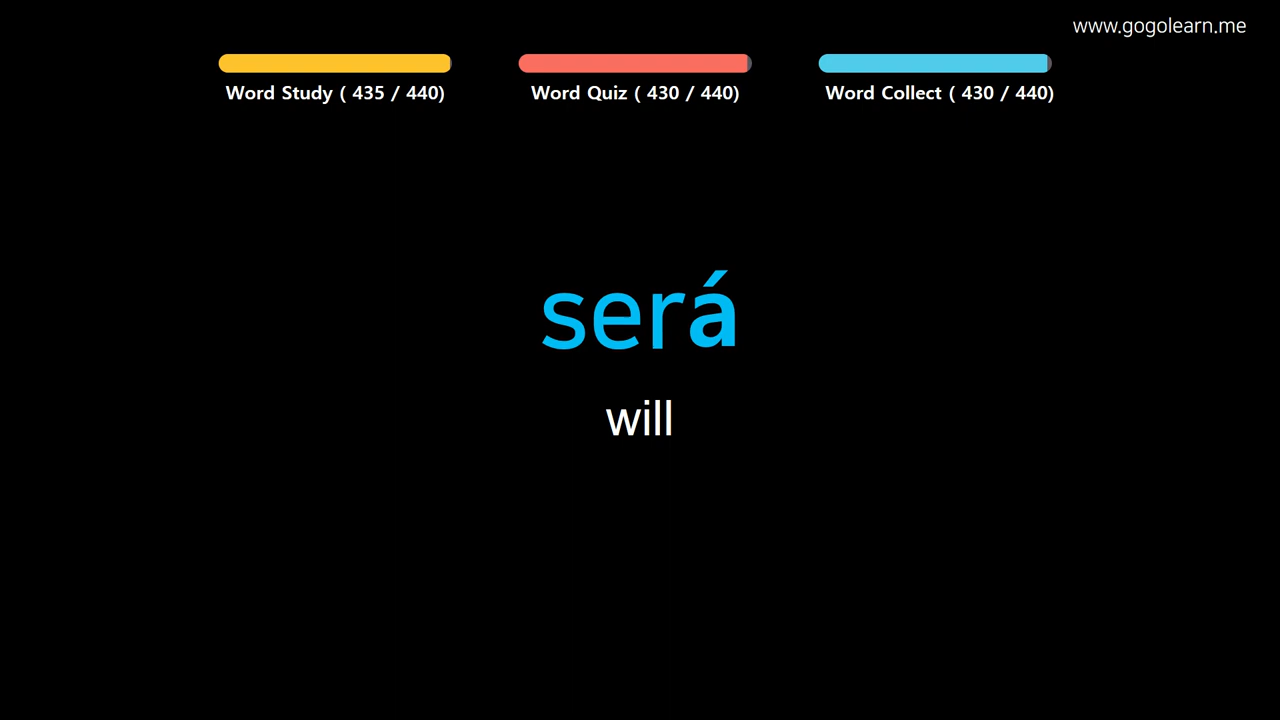 www.gogolearn.me
Word Study ( 435 / 440)
Word Quiz ( 430 / 440)
Word Collect ( 430 / 440)
será
will